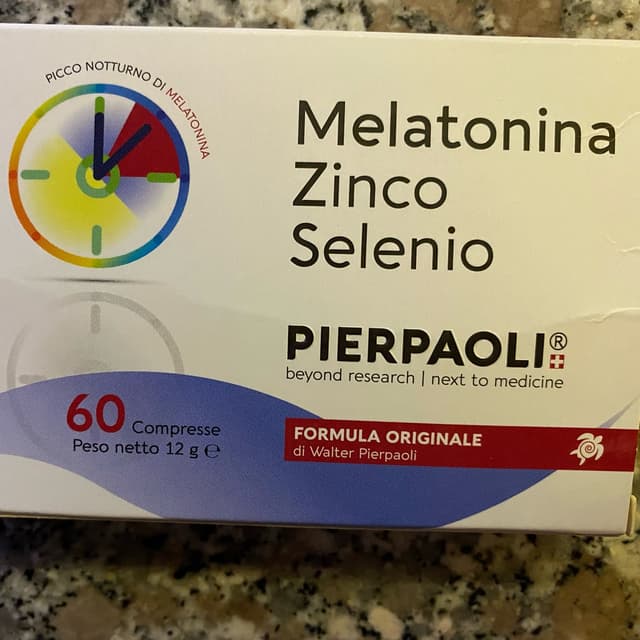 PICCO NOTTURNO DI MELATONINA
Melatonina
Zinco
Selenio
PIERPAOLI®
beyond research | next to medicine
60 Compresse
Peso netto 12 g ℮
FORMULA ORIGINALE
di Walter Pierpaoli